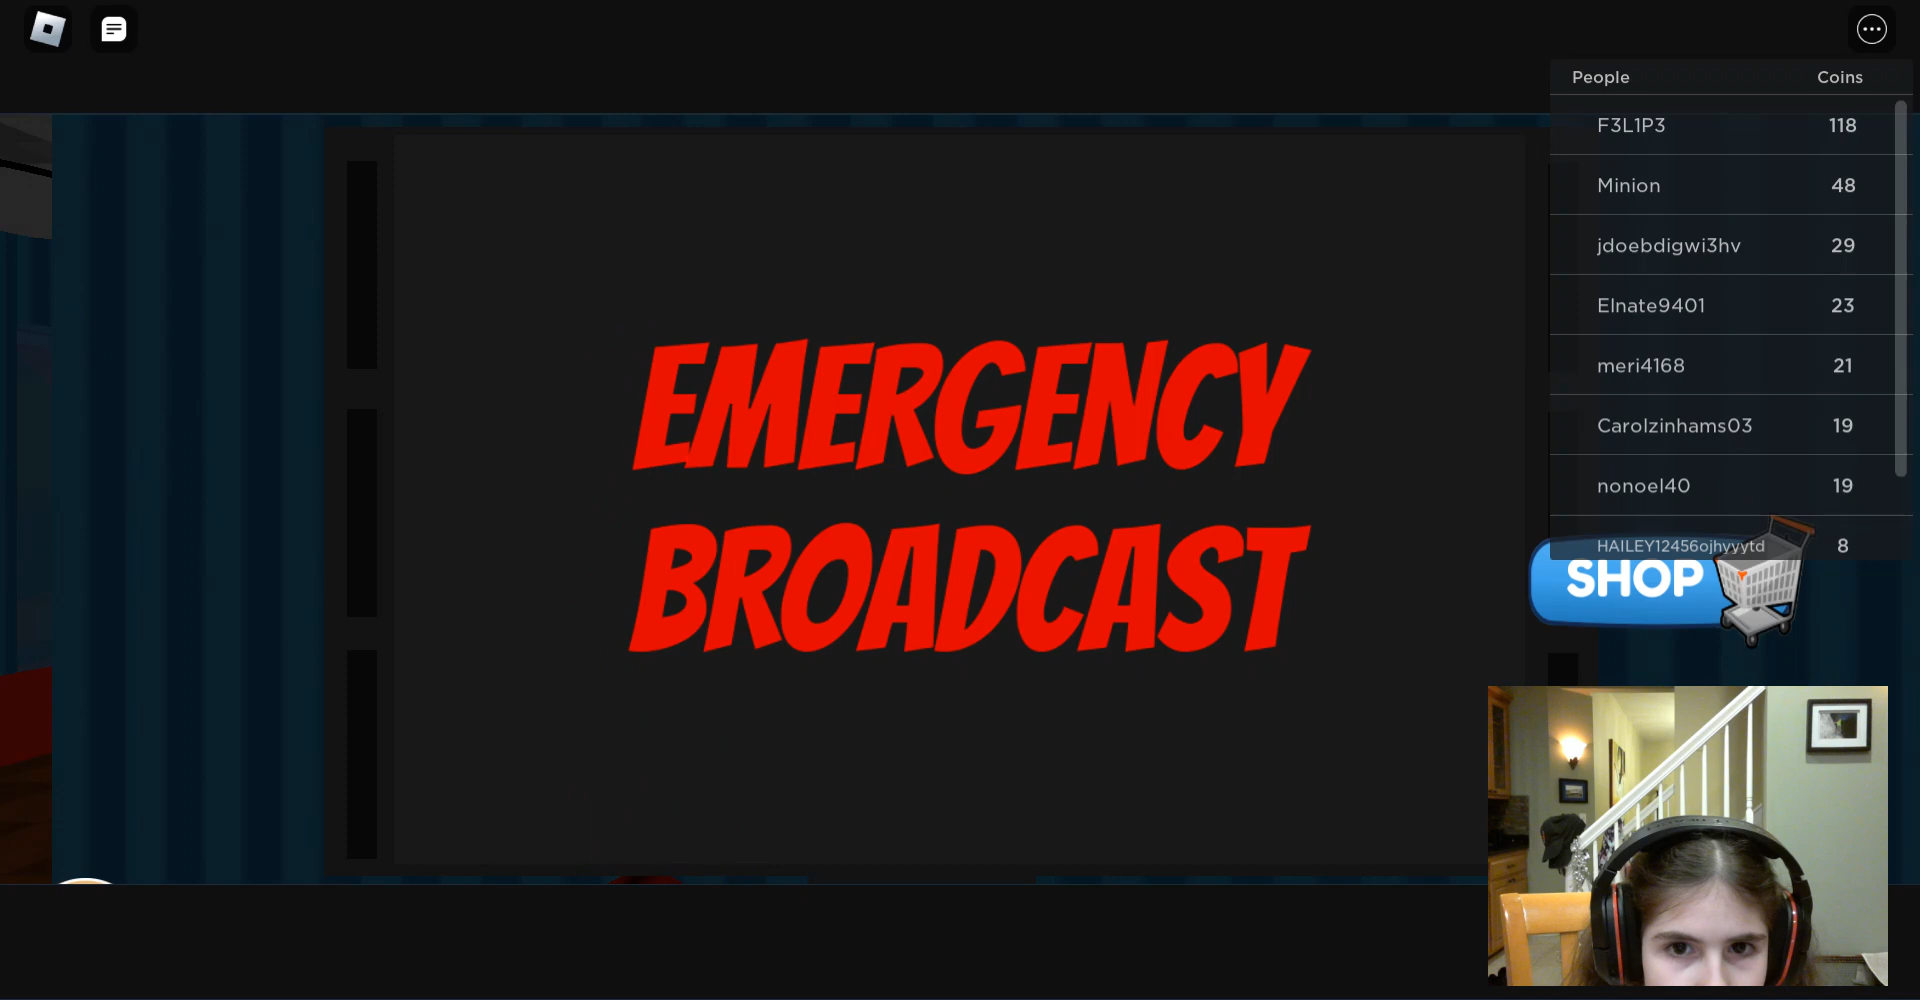 People Coins
F3L1P3 118
Minion 48
jdoebdigwi3hv 29
Elnate9401 23
meri4168 21
Carolzinhams03 19
nonoel40 19
HAILEY12456ojhyyytd 8
EMERGENCY
BROADCAST
SHOP